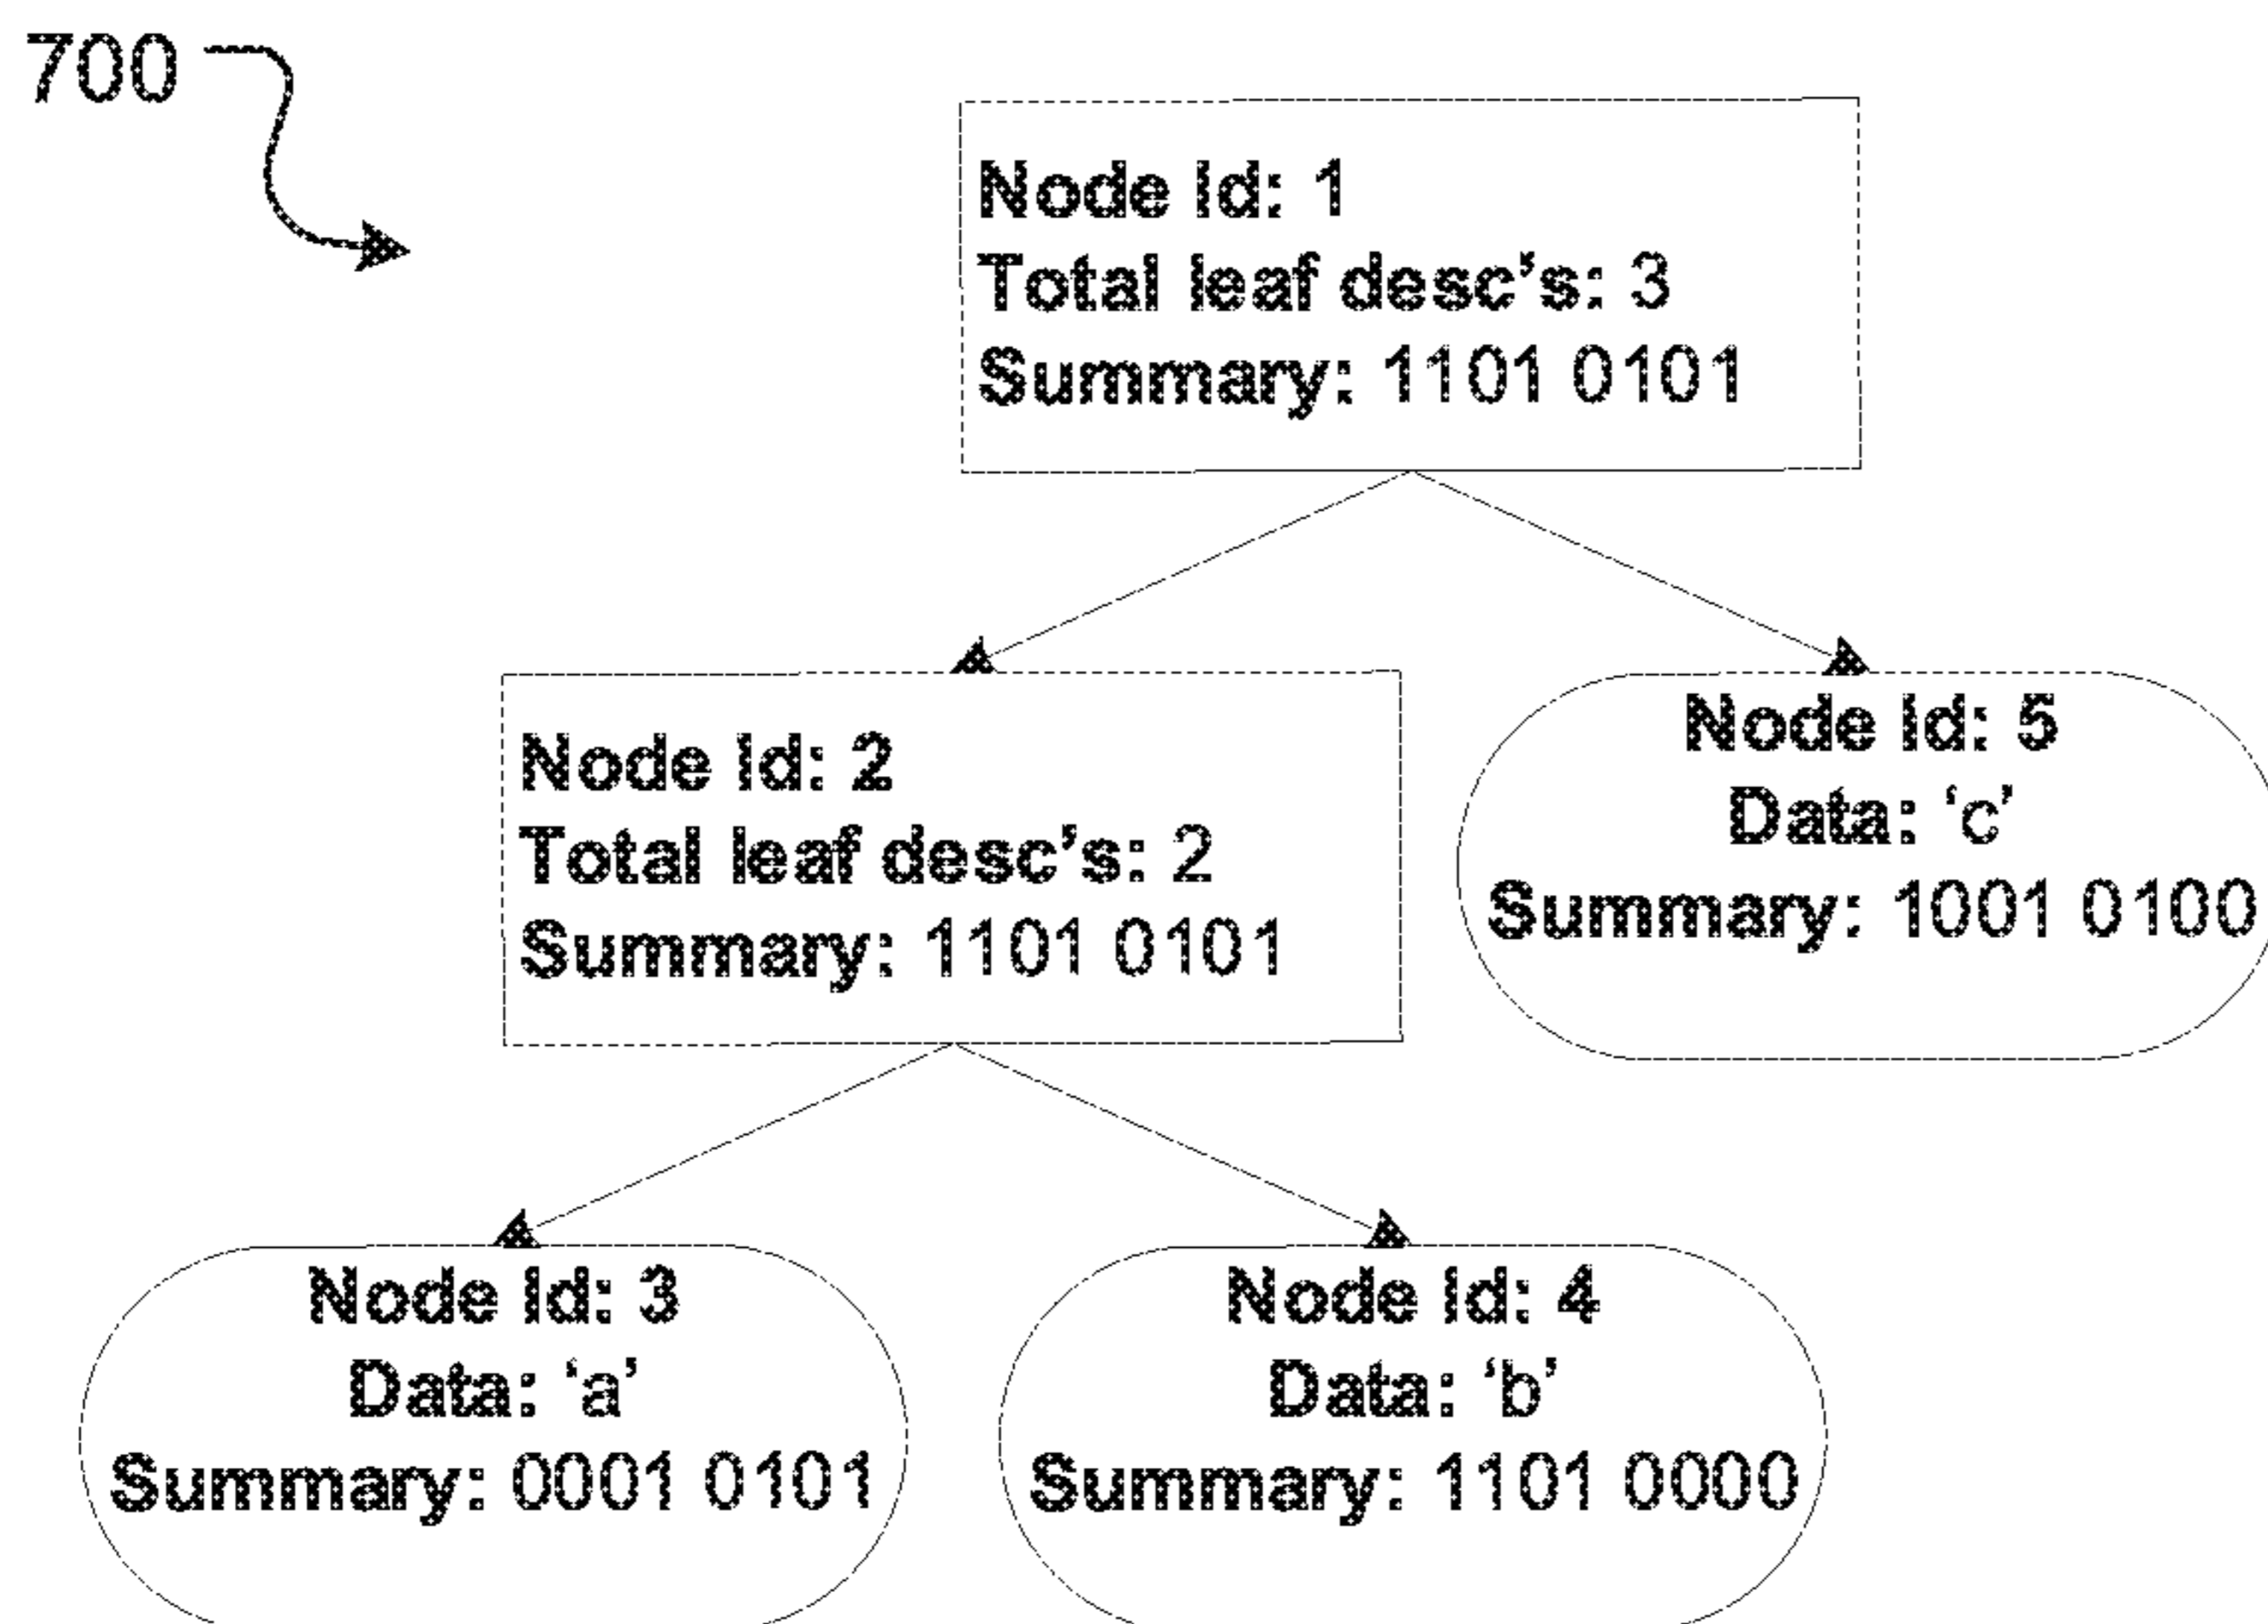 700
Node Id: 1
Total leaf desc’s: 3
Summary: 1101 0101
Node Id: 2
Total leaf desc’s: 2
Summary: 1101 0101
Node Id: 5
Data: ‘c’
Summary: 1001 0100
Node Id: 3
Data: ‘a’
Summary: 0001 0101
Node Id: 4
Data: ‘b’
Summary: 1101 0000